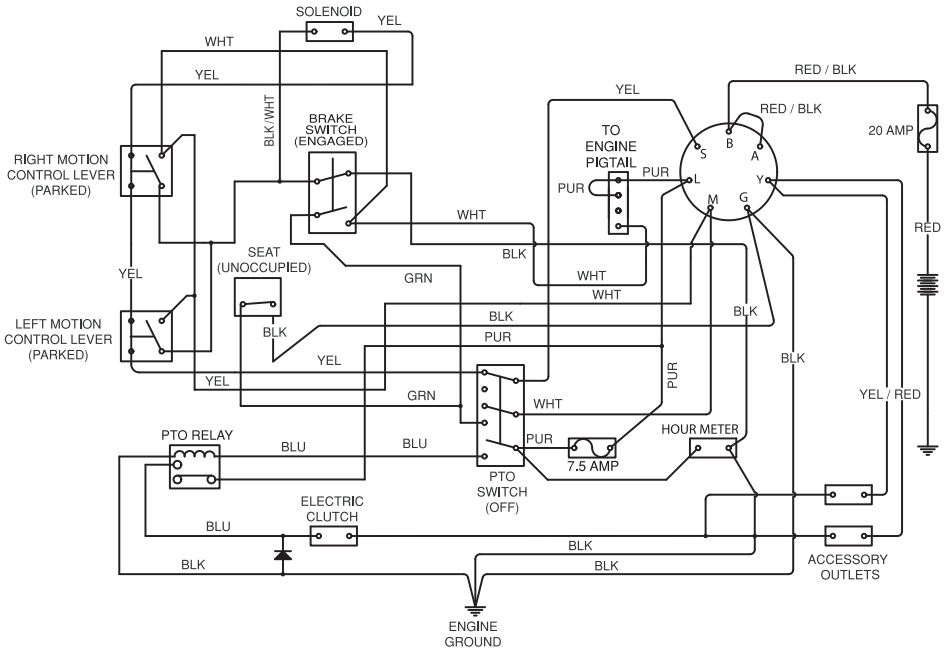 SOLENOID
YEL
WHT
YEL
RED / BLK
YEL
RED / BLK
BLK / WHT
BRAKE
SWITCH
(ENGAGED)
TO
ENGINE
PIGTAIL
20 AMP
B
S
A
RIGHT MOTION
CONTROL LEVER
(PARKED)
PUR
PUR
L
Y
M
G
WHT
RED
BLK
SEAT
(UNOCCUPIED)
YEL
GRN
WHT
WHT
BLK
BLK
BLK
LEFT MOTION
CONTROL LEVER
(PARKED)
PUR
BLK
YEL
PUR
YEL
GRN
WHT
YEL / RED
PTO RELAY
BLU
BLU
PUR
HOUR METER
7.5 AMP
PTO
SWITCH
(OFF)
ELECTRIC
CLUTCH
BLU
BLK
BLK
BLK
ACCESSORY
OUTLETS
ENGINE
GROUND